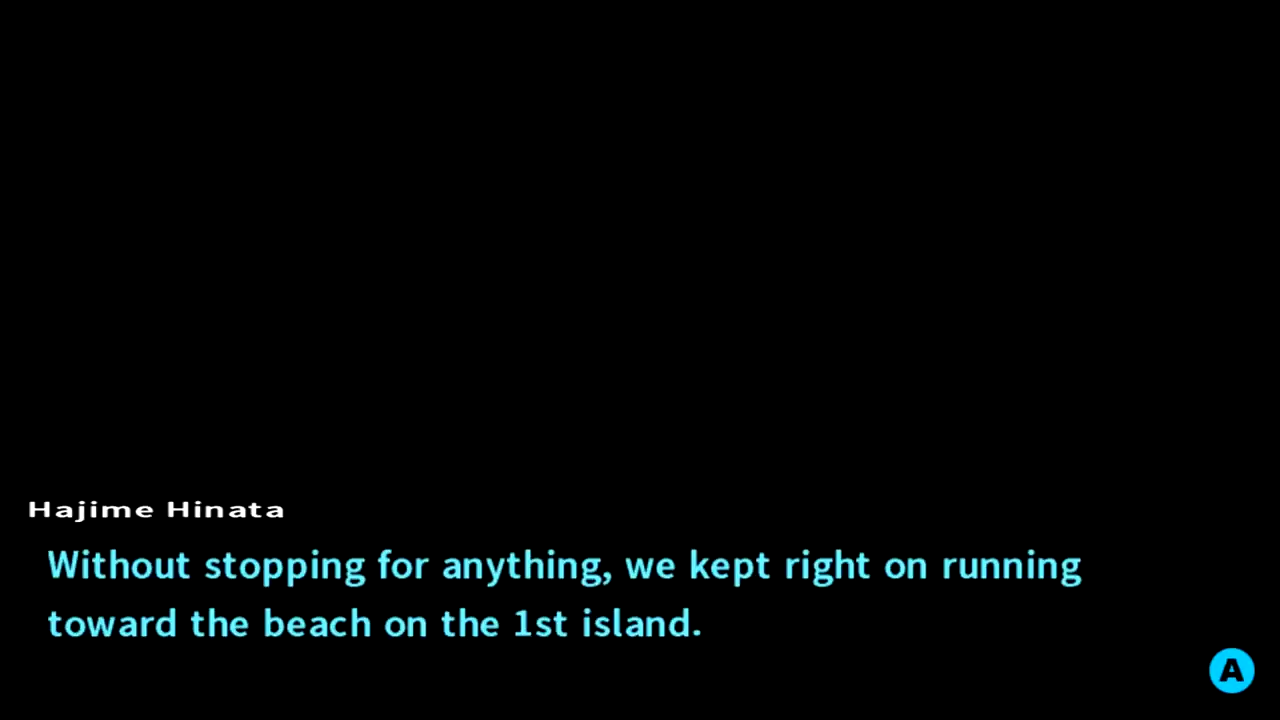 Hajime Hinata
Without stopping for anything, we kept right on running
toward the beach on the 1st island.
A